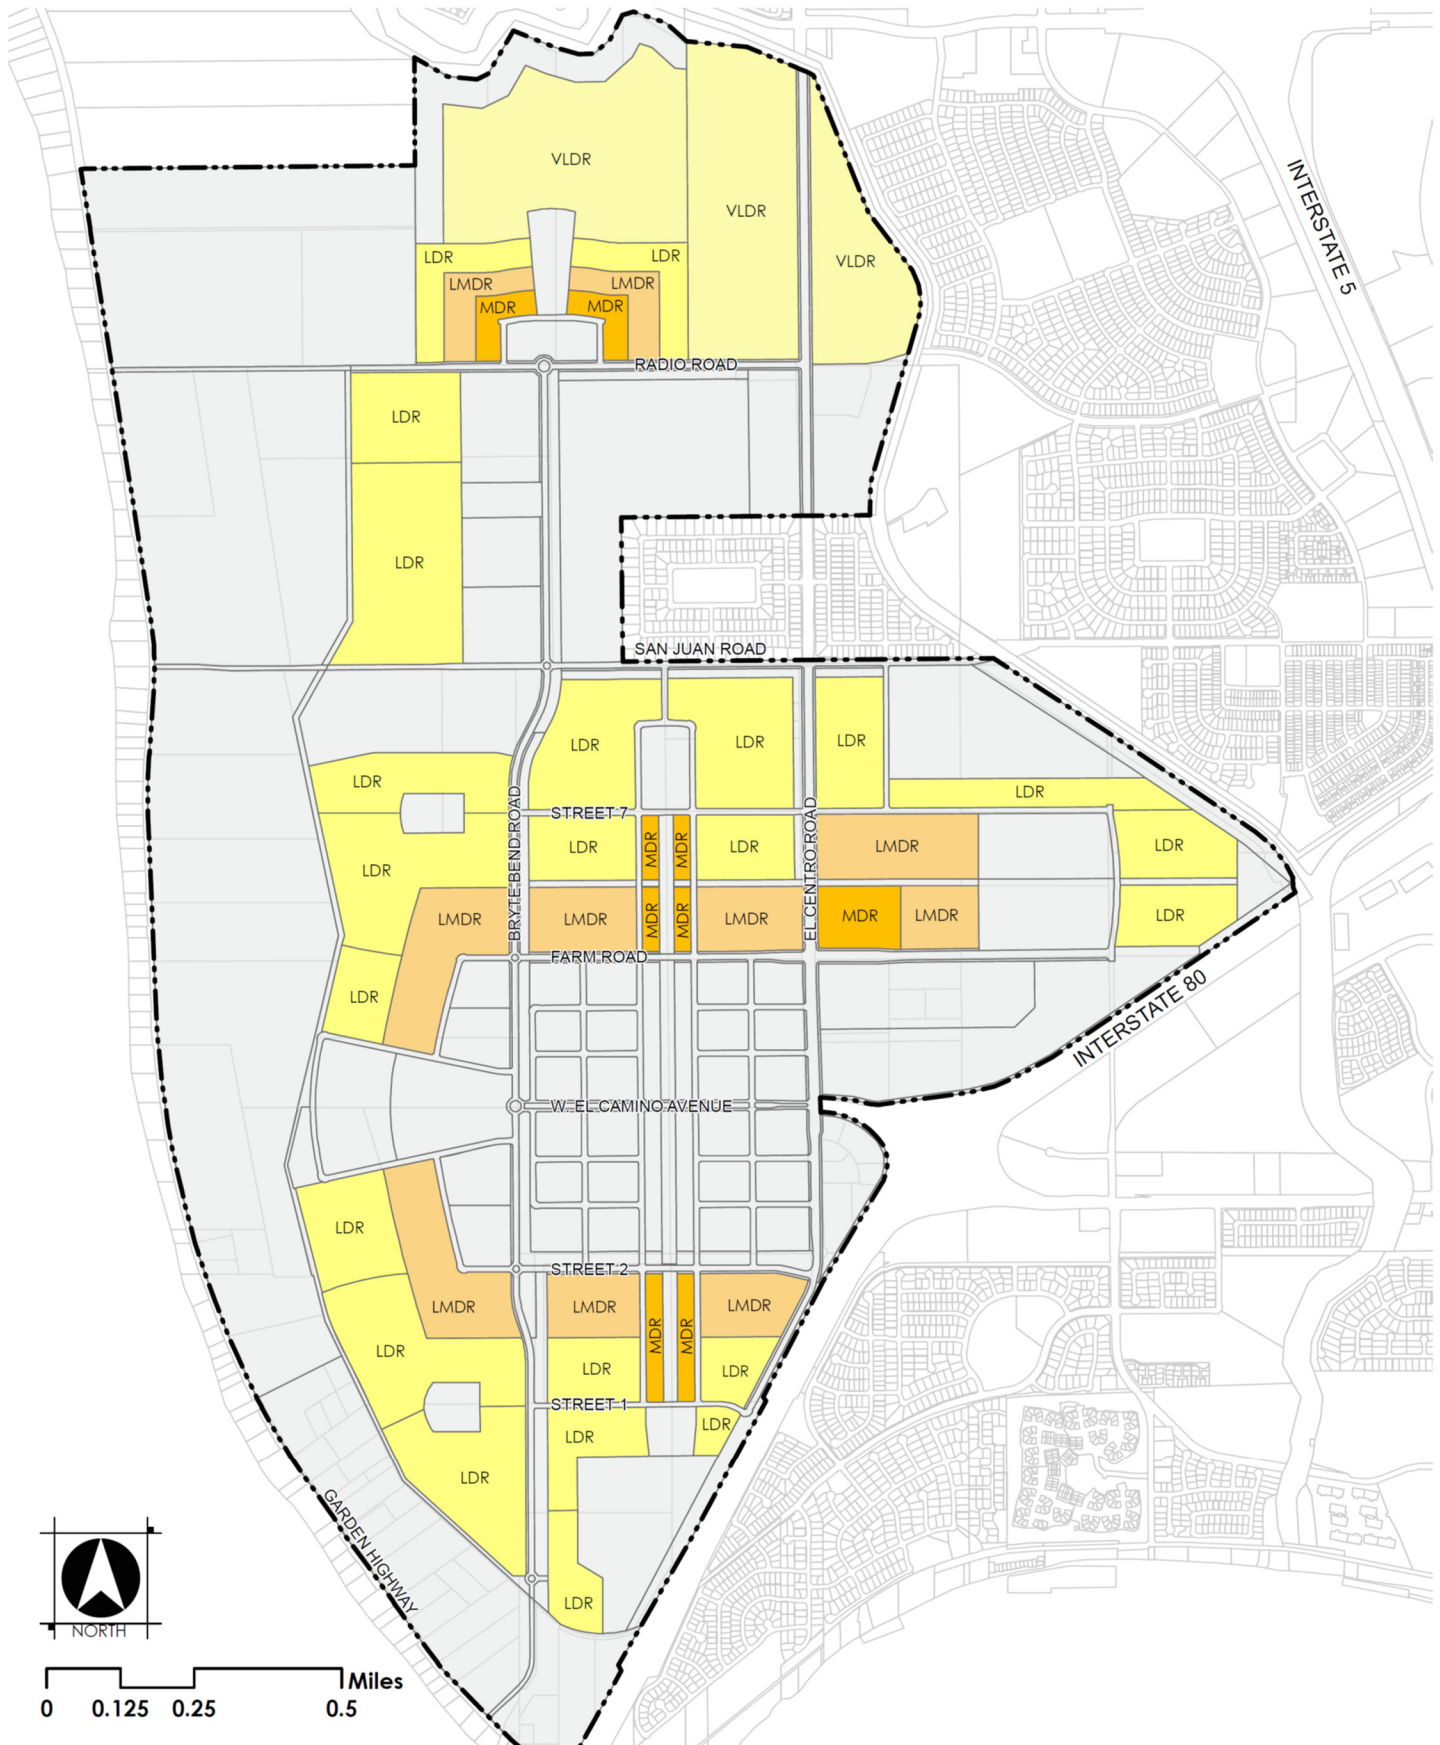 VLDR
INTERSTATE 5
VLDR
LDR
LDR
VLDR
LMDR
LMDR
MDR
MDR
RADIO ROAD
LDR
LDR
SAN JUAN ROAD
LDR
LDR
LDR
LDR
LDR
BRYTE BEND ROAD
STREET 7
EL CENTRO ROAD
LDR
MDR
MDR
LDR
LMDR
LDR
LDR
LMDR
LMDR
MDR
MDR
LMDR
MDR
LMDR
LDR
FARM ROAD
LDR
INTERSTATE 80
W. EL CAMINO AVENUE
LDR
STREET 2
LMDR
LMDR
MDR
MDR
LMDR
LDR
LDR
LDR
STREET 1
LDR
LDR
LDR
GARDEN HIGHWAY
LDR
NORTH
Miles
0 0.125 0.25 0.5